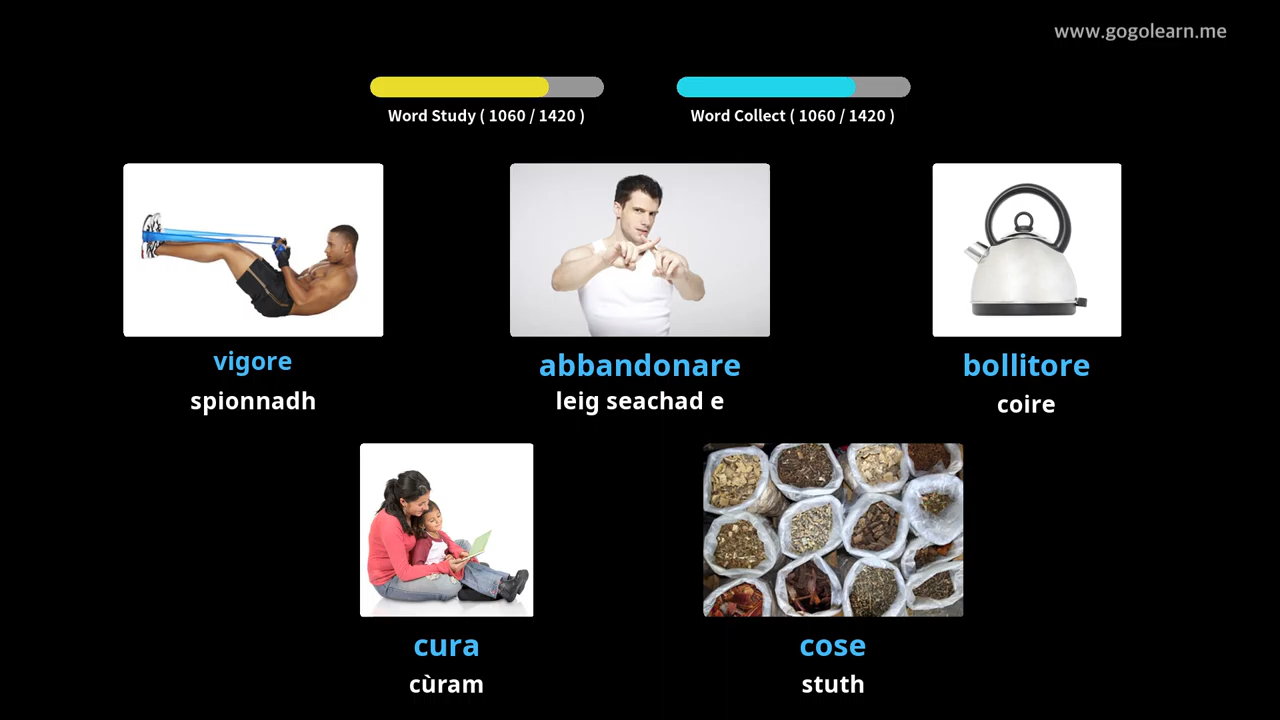 www.gogolearn.me
Word Study ( 1060 / 1420 )
Word Collect ( 1060 / 1420 )
vigore
spionnadh
abbandonare
leig seachad e
bollitore
coire
cura
cùram
cose
stuth